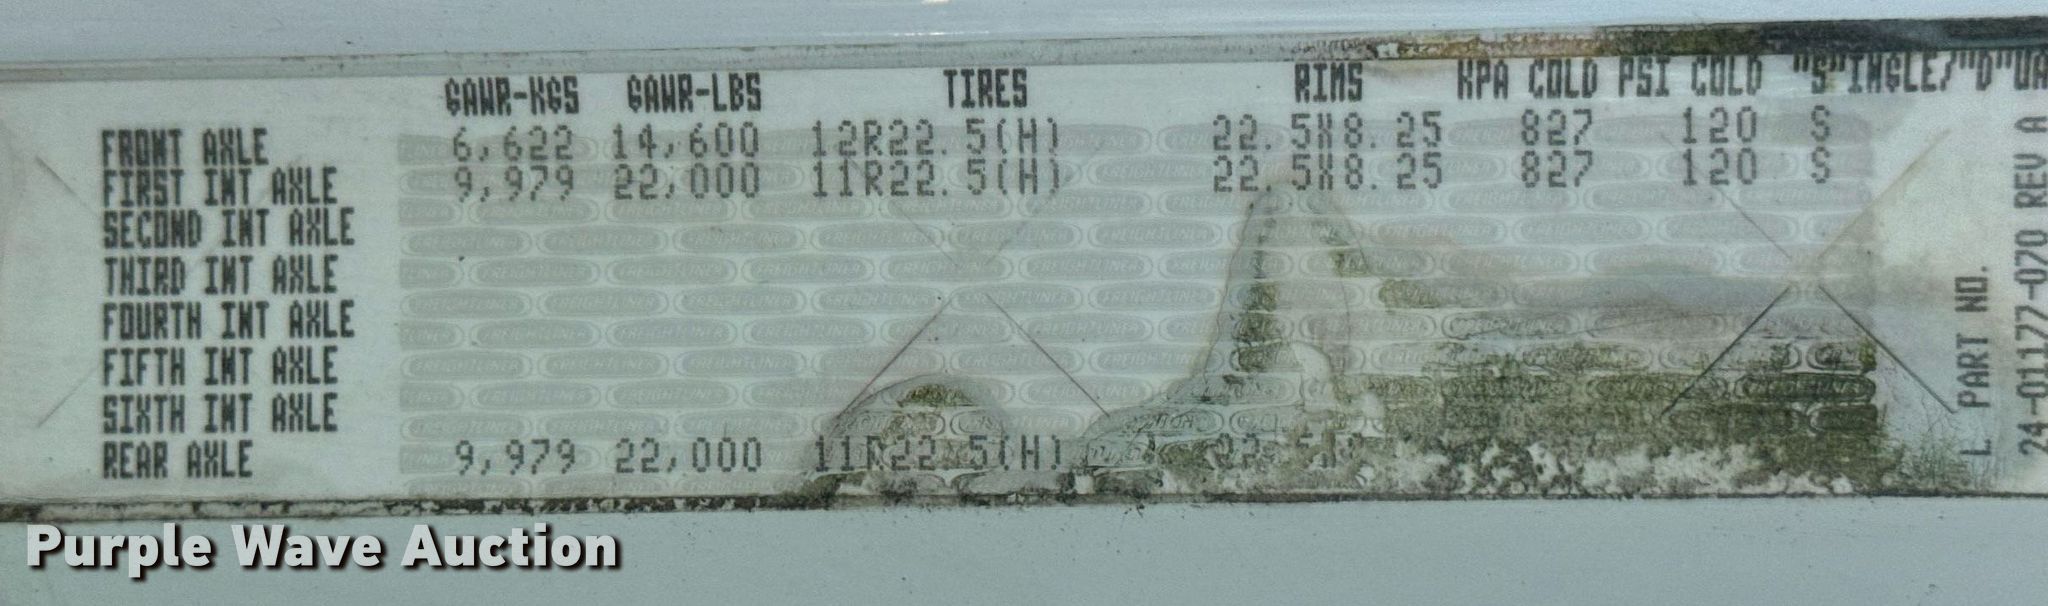 GAWR-KGS GAWR-LBS TIRES RIMS KPA COLD PSI COLD "S"INGLE/"D"UA
FRONT AXLE 6,622 14,600 12R22.5(H) 22.5X8.25 827 120 S
FIRST INT AXLE 9,979 22,000 11R22.5(H) 22.5X8.25 827 120 S
SECOND INT AXLE
THIRD INT AXLE
FOURTH INT AXLE
FIFTH INT AXLE
SIXTH INT AXLE
REAR AXLE 9,979 22,000 11R22.5(H)
L PART NO.
24-01177-070 REV A
Purple Wave Auction